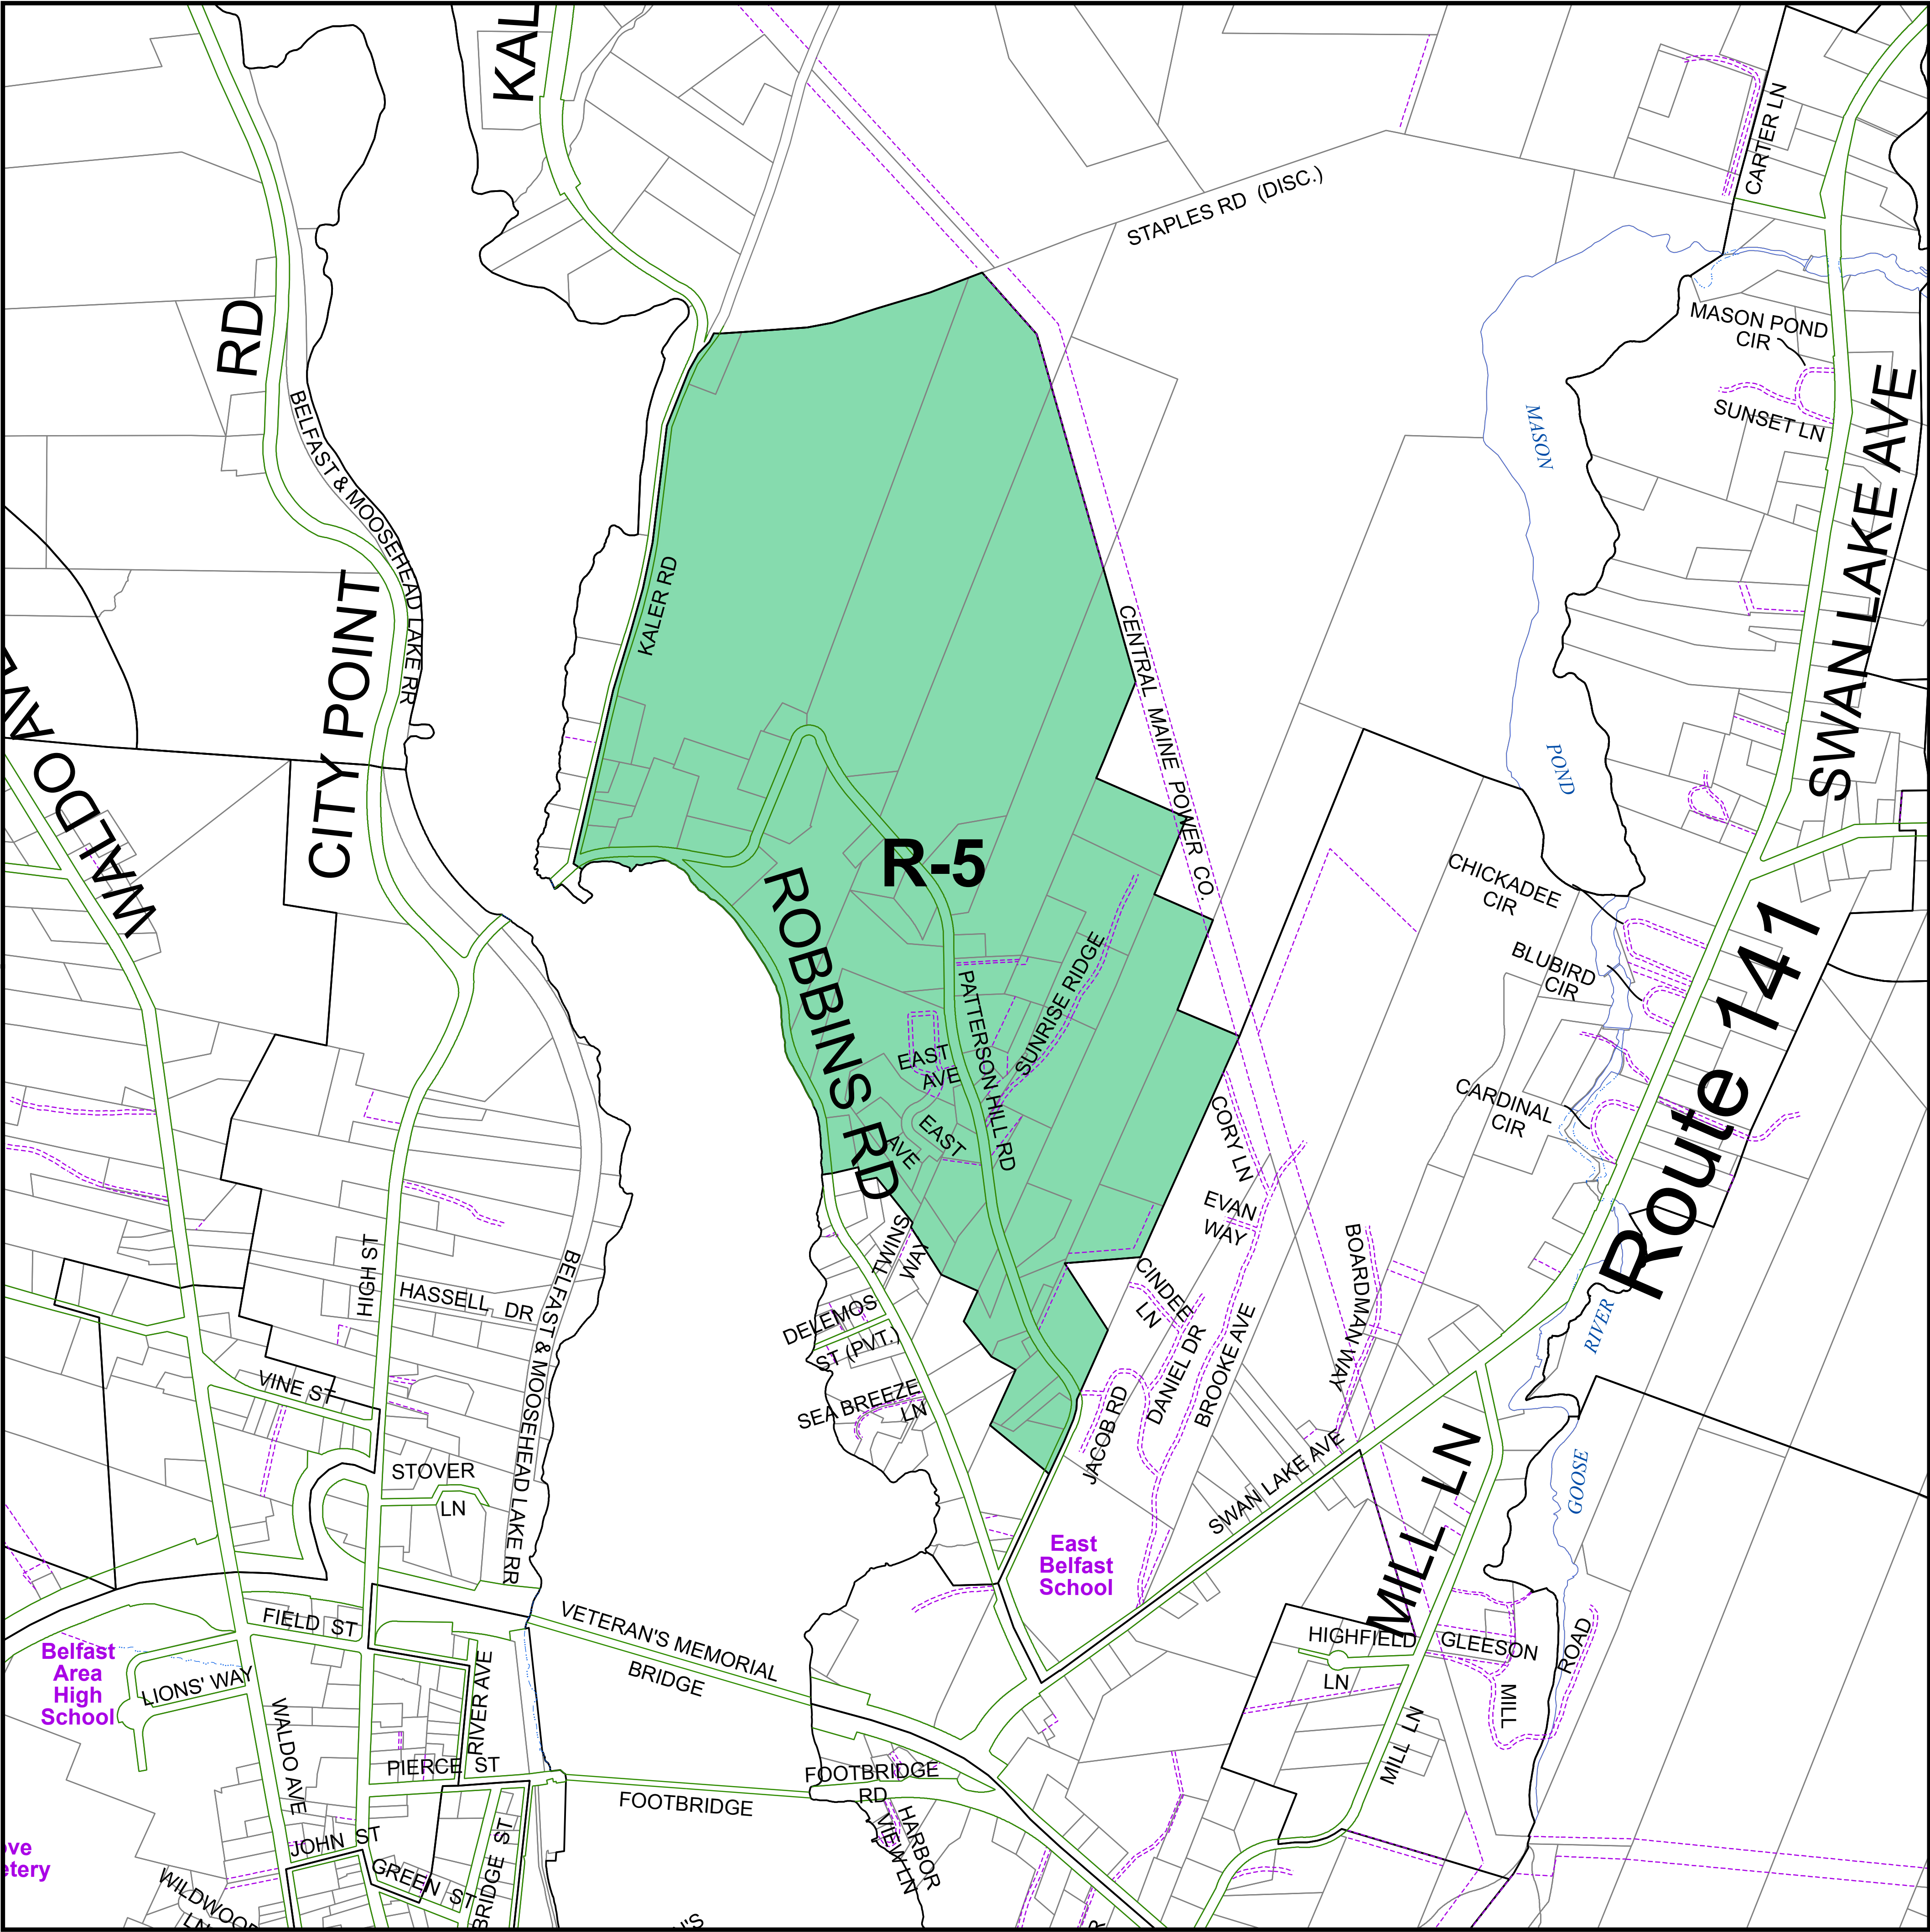 KAL
CARTER LN
STAPLES RD (DISC.)
RD
MASON POND
CIR
SUNSET LN
MASON
POND
SWAN LAKE AVE
BELFAST & MOOSEHEAD LAKE RR
CITY POINT
KALER RD
CENTRAL MAINE POWER CO.
WALDO AVE
R-5
ROBBINS RD
CHICKADEE
CIR
BLUBIRD
CIR
CARDINAL
CIR
Route 141
PATTERSON HILL RD
SUNRISE RIDGE
EAST
AVE
EAST
AVE
CORY LN
EVAN
WAY
TWINS
WAY
CINDEE
LN
BOARDMAN WAY
HIGH ST
HASSELL DR
BELFAST & MOOSEHEAD LAKE RR
DELEMOS
ST (PVT.)
DANIEL DR
BROOKE AVE
RIVER
VINE ST
SEA BREEZE
LN
JACOB RD
SWAN LAKE AVE
MILL LN
GOOSE
STOVER
LN
East
Belfast
School
FIELD ST
VETERAN'S MEMORIAL
BRIDGE
HIGHFIELD
LN
GLEESON
MILL
ROAD
Belfast
Area
High
School
LIONS' WAY
WALDO AVE
RIVER AVE
PIERCE ST
FOOTBRIDGE
FOOTBRIDGE
RD
HARBOR
VIEW LN
MILL LN
JOHN ST
GREEN ST
BRIDGE ST
WILDWOOD
LN
ove
etery
'S
R